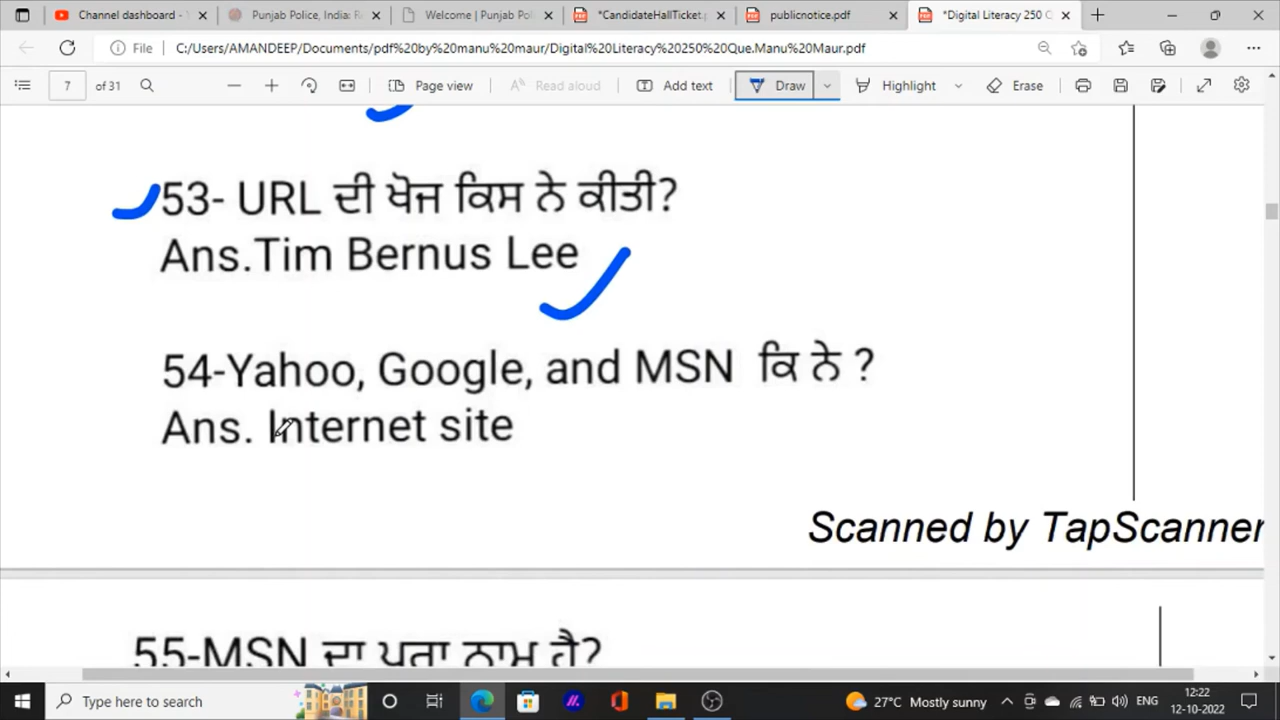 Channel dashboard - Y
Punjab Police, India: Re
Welcome | Punjab Pol
*CandidateHallTicket.p
publicnotice.pdf
*Digital Literacy 250 Q
File
C:/Users/AMANDEEP/Documents/pdf%20by%20manu%20maur/Digital%20Literacy%20250%20Que.Manu%20Maur.pdf
7 of 31
Page view
Read aloud
Add text
Draw
Highlight
Erase
53- URL ਦੀ ਖੋਜ ਕਿਸ ਨੇ ਕੀਤੀ?
Ans.Tim Bernus Lee
54-Yahoo, Google, and MSN ਕਿ ਨੇ ?
Ans. Internet site
Scanned by TapScanner
55-MSN ਦਾ ਪੂਰਾ ਨਾਮ ਹੈ?
Type here to search
27°C Mostly sunny
ENG
12:22
12-10-2022